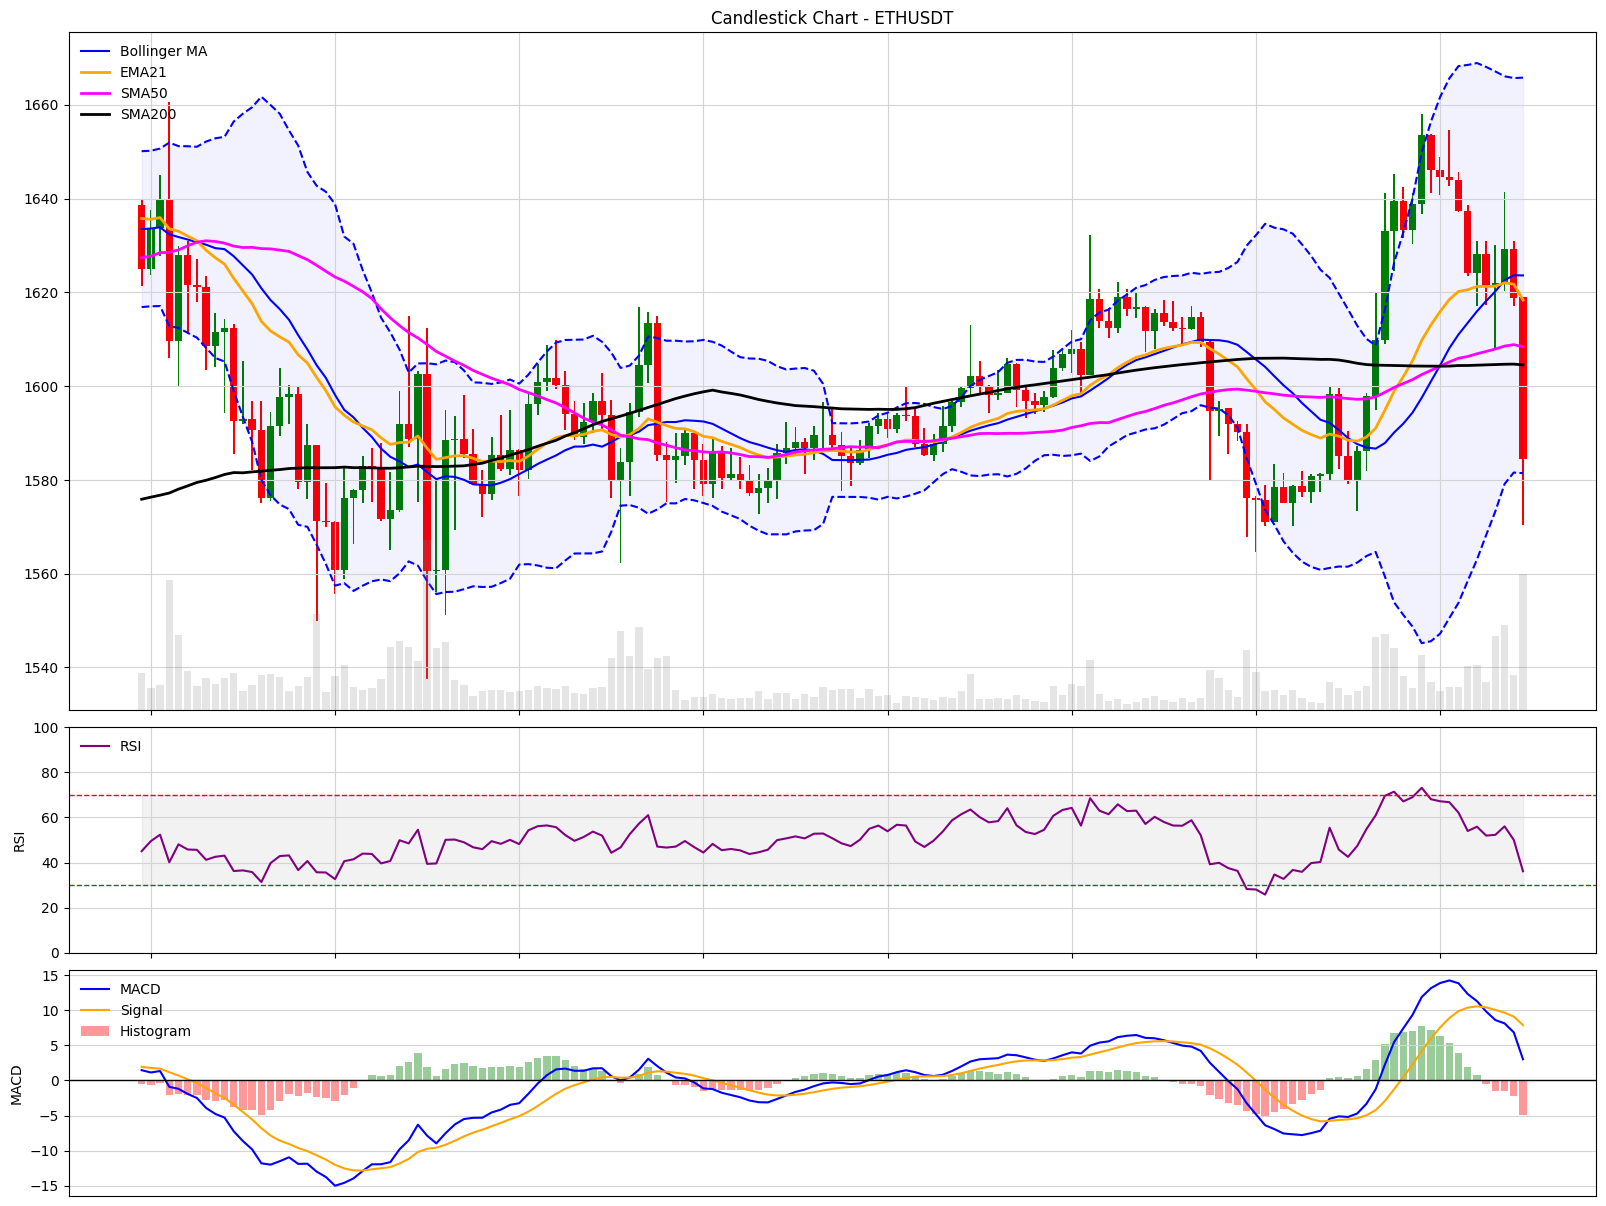 Candlestick Chart - ETHUSDT
Bollinger MA
EMA21
SMA50
SMA200
1660
1640
1620
1600
1580
1560
1540
RSI
100
80
60
40
20
0
RSI
MACD
Signal
Histogram
15
10
5
0
−5
−10
−15
MACD